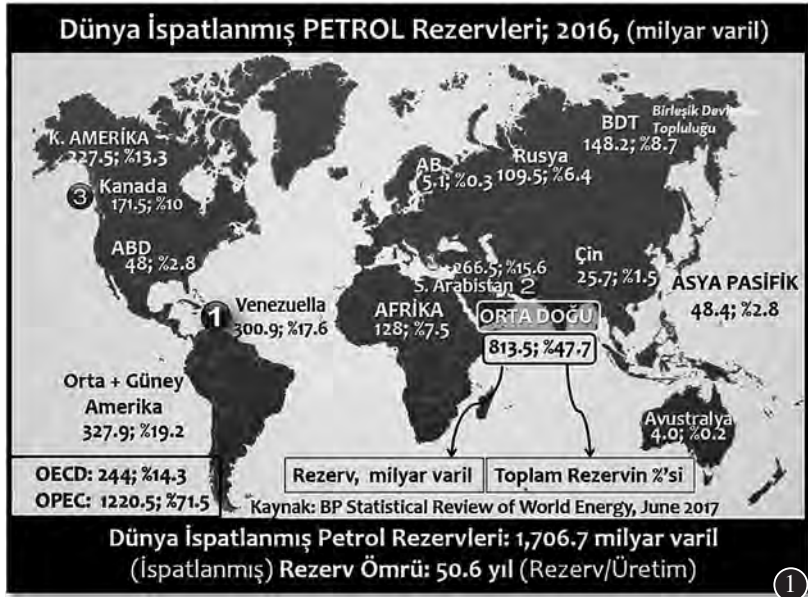 Dünya İspatlanmış PETROL Rezervleri; 2016, (milyar varil)
K. AMERİKA
227.5; %13.3
3 Kanada
171.5; %10
ABD
48; %2.8
1 Venezuella
300.9; %17.6
Orta + Güney
Amerika
327.9; %19.2
AB
5.1; %0.3
Rusya
109.5; %6.4
BDT
148.2; %8.7
Birleşik
Topluluğu
266.5; %15.6
S. Arabistan 2
AFRİKA
128; %7.5
ORTA DOĞU
813.5; %47.7
Çin
25.7; %1.5
ASYA PASİFİK
48.4; %2.8
Avustralya
4.0; %0.2
OECD: 244; %14.3
OPEC: 1220.5; %71.5
Rezerv, milyar varil
Toplam Rezervin %'si
Kaynak: BP Statistical Review of World Energy, June 2017
Dünya İspatlanmış Petrol Rezervleri: 1,706.7 milyar varil
(İspatlanmış) Rezerv Ömrü: 50.6 yıl (Rezerv/Üretim)
1